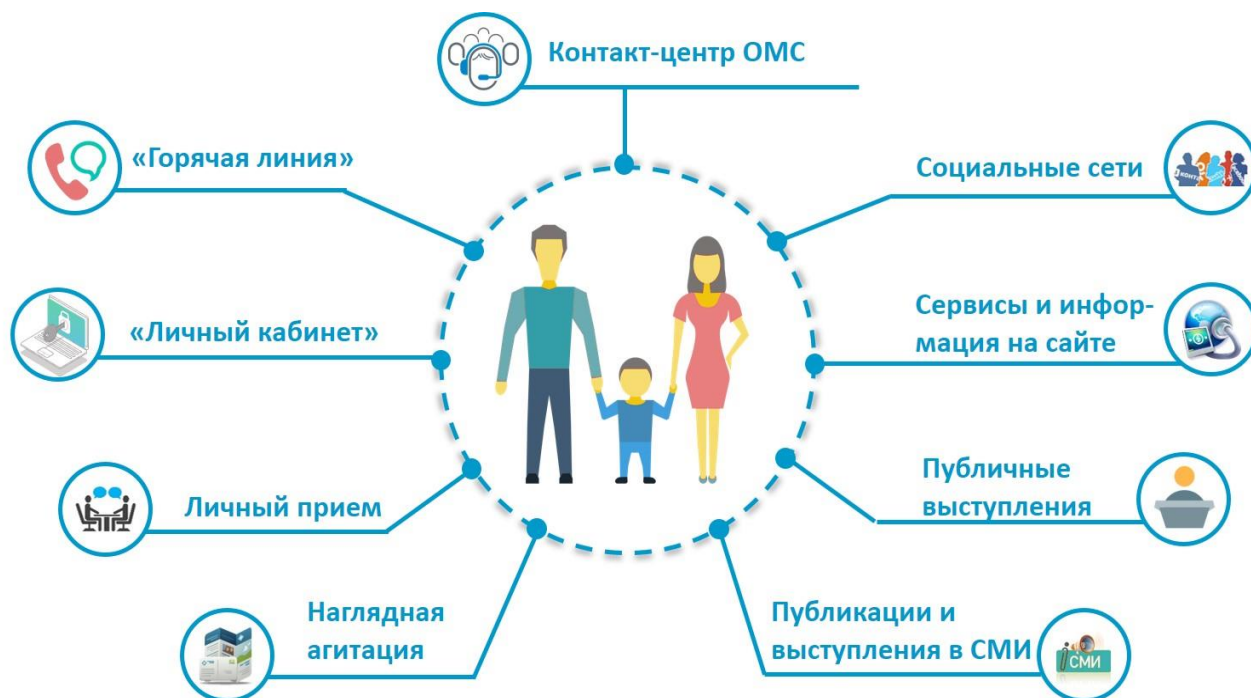 Контакт-центр ОМС
«Горячая линия»
Социальные сети
«Личный кабинет»
Сервисы и инфор-
мация на сайте
Личный прием
Публичные
выступления
Наглядная
агитация
Публикации и
выступления в СМИ
СМИ